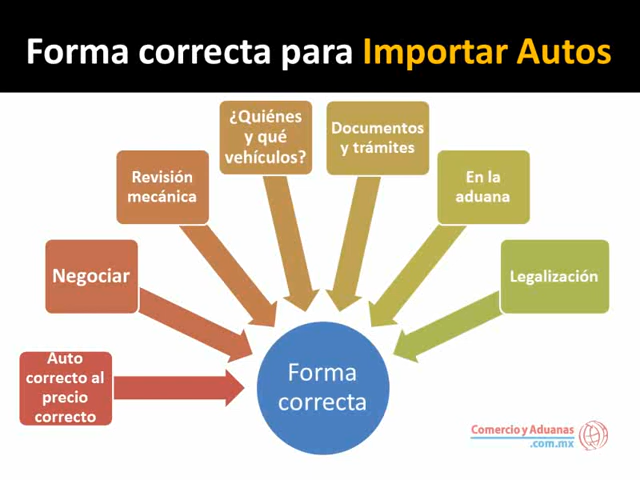 Forma correcta para Importar Autos
Auto
correcto al
precio
correcto
Negociar
Revisión
mecánica
¿Quiénes
y qué
vehículos?
Documentos
y trámites
En la
aduana
Legalización
Forma
correcta
Comercio y Aduanas
.com.mx